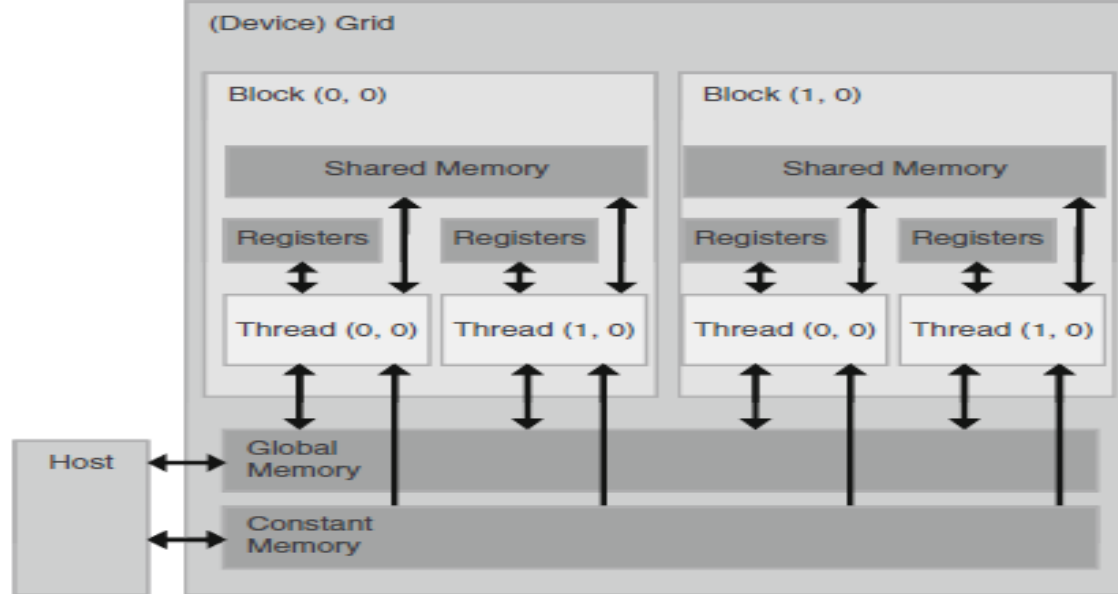 (Device) Grid
Block (0, 0)
Block (1, 0)
Shared Memory
Shared Memory
Registers
Registers
Registers
Registers
Thread (0, 0)
Thread (1, 0)
Thread (0, 0)
Thread (1, 0)
Host
Global
Memory
Constant
Memory